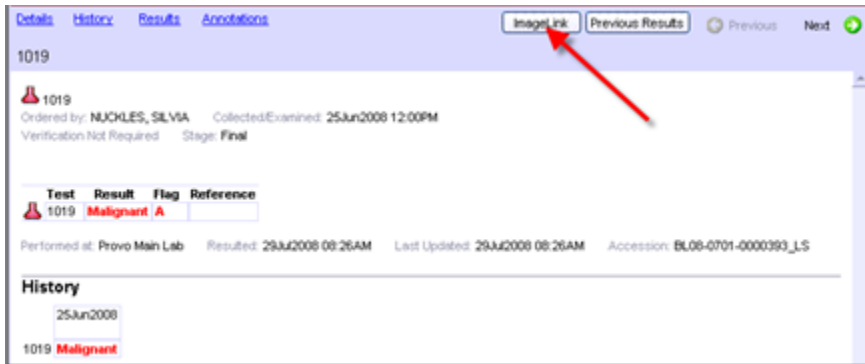 Details History Results Annotations ImageLink Previous Results Previous Next
1019
1019
Ordered by: NUCKLES, SILVIA Collected/Examined: 25Jun2008 12:00PM
Verification Not Required Stage: Final
Test Result Flag Reference
1019 Malignant A
Performed at: Provo Main Lab Resulted: 29Jul2008 08:26AM Last Updated: 29Jul2008 08:26AM Accession: BL08-0701-0000393_LS
History
25Jun2008
1019 Malignant